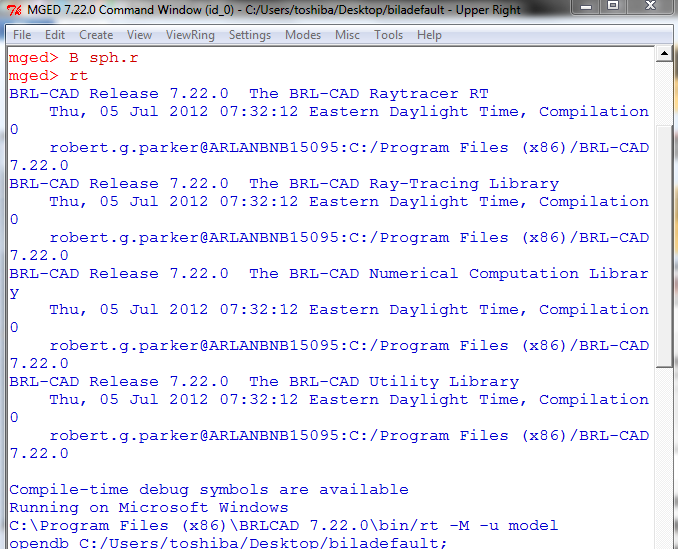 MGED 7.22.0 Command Window (id_0) - C:/Users/toshiba/Desktop/biladefault - Upper Right
File Edit Create View ViewRing Settings Modes Misc Tools Help
mged> B sph.r
mged> rt
BRL-CAD Release 7.22.0  The BRL-CAD Raytracer RT
    Thu, 05 Jul 2012 07:32:12 Eastern Daylight Time, Compilation
0
    robert.g.parker@ARLANBNB15095:C:/Program Files (x86)/BRL-CAD
7.22.0
BRL-CAD Release 7.22.0  The BRL-CAD Ray-Tracing Library
    Thu, 05 Jul 2012 07:32:12 Eastern Daylight Time, Compilation
0
    robert.g.parker@ARLANBNB15095:C:/Program Files (x86)/BRL-CAD
7.22.0
BRL-CAD Release 7.22.0  The BRL-CAD Numerical Computation Librar
y
    Thu, 05 Jul 2012 07:32:12 Eastern Daylight Time, Compilation
0
    robert.g.parker@ARLANBNB15095:C:/Program Files (x86)/BRL-CAD
7.22.0
BRL-CAD Release 7.22.0  The BRL-CAD Utility Library
    Thu, 05 Jul 2012 07:32:12 Eastern Daylight Time, Compilation
0
    robert.g.parker@ARLANBNB15095:C:/Program Files (x86)/BRL-CAD
7.22.0
Compile-time debug symbols are available
Running on Microsoft Windows
C:\Program Files (x86)\BRLCAD 7.22.0\bin/rt -M -u model
opendb C:/Users/toshiba/Desktop/biladefault;